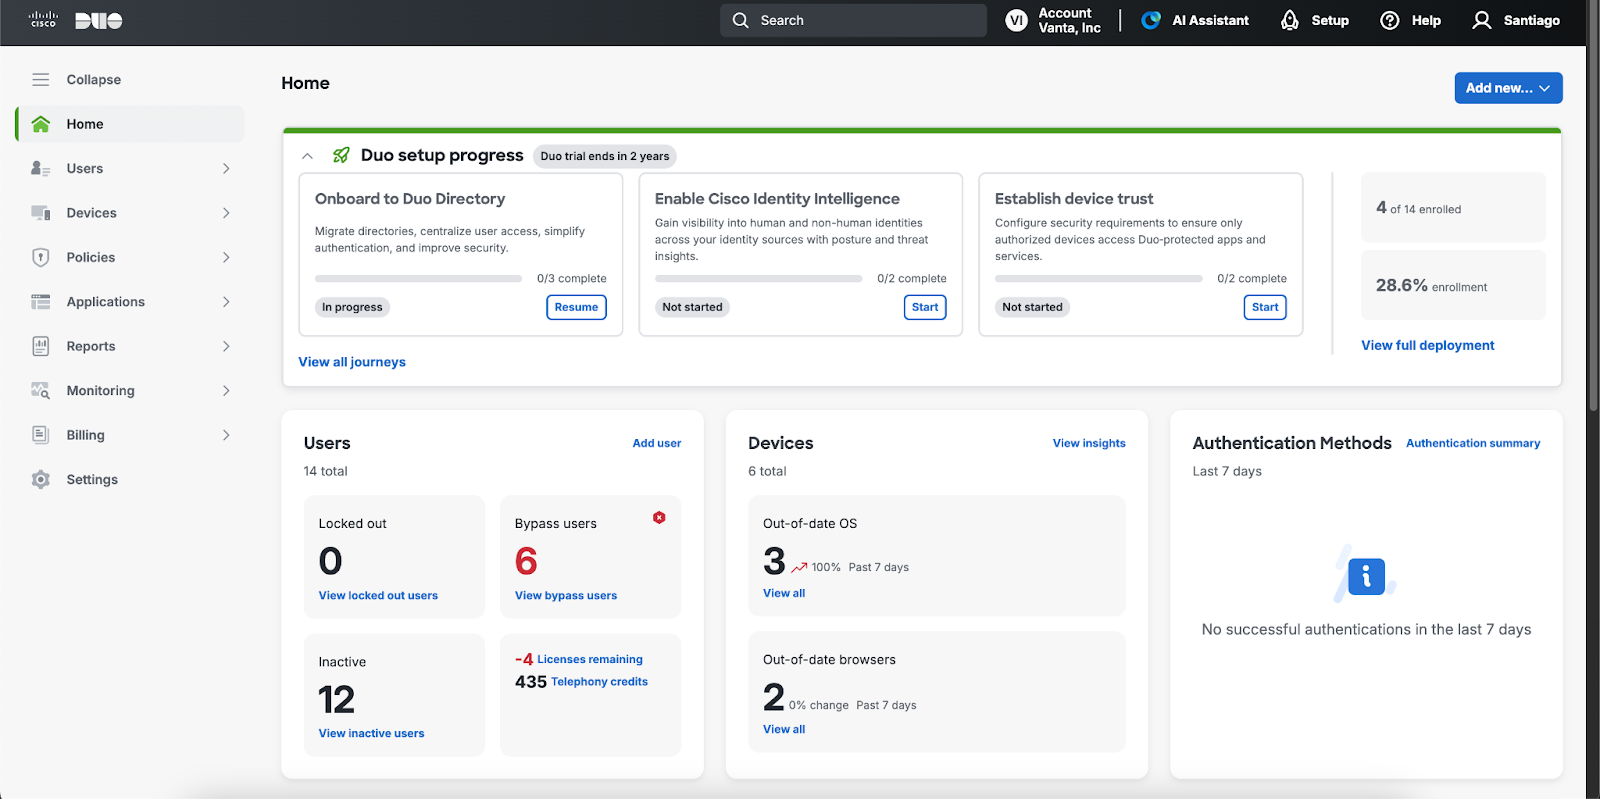 CISCO DUO
Search
VI
Account
Vanta, Inc
AI Assistant
Setup
Help
Santiago
Collapse
Home
Users
Devices
Policies
Applications
Reports
Monitoring
Billing
Settings
Home
Add new...
Duo setup progress
Duo trial ends in 2 years
Onboard to Duo Directory
Migrate directories, centralize user access, simplify
authentication, and improve security.
0/3 complete
In progress
Resume
Enable Cisco Identity Intelligence
Gain visibility into human and non-human identities
across your identity sources with posture and threat
insights.
0/2 complete
Not started
Start
Establish device trust
Configure security requirements to ensure only
authorized devices access Duo-protected apps and
services.
0/2 complete
Not started
Start
4 of 14 enrolled
28.6% enrollment
View full deployment
View all journeys
Users
Add user
14 total
Locked out
0
View locked out users
Bypass users
6
View bypass users
Inactive
12
View inactive users
-4 Licenses remaining
435 Telephony credits
Devices
View insights
6 total
Out-of-date OS
3 100% Past 7 days
View all
Out-of-date browsers
2 0% change Past 7 days
View all
Authentication Methods
Authentication summary
Last 7 days
No successful authentications in the last 7 days